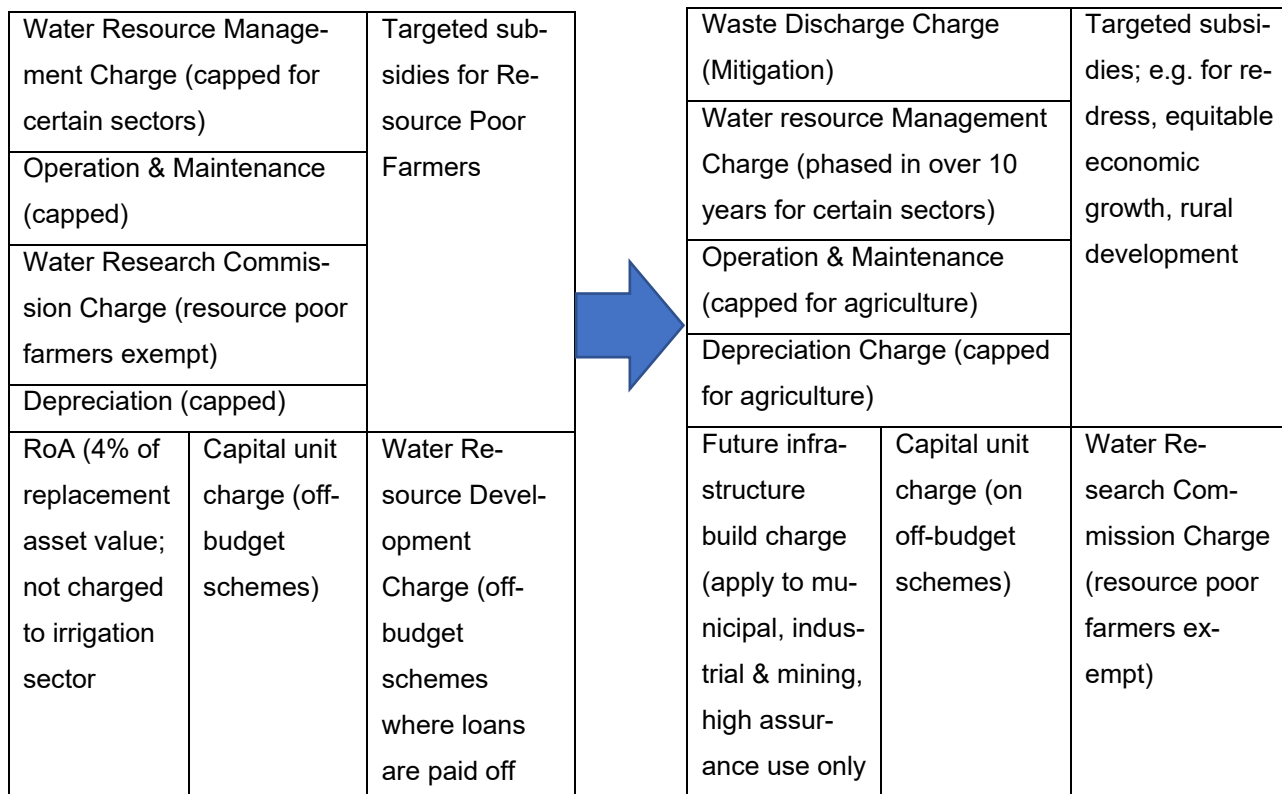 Water Resource Manage-
ment Charge (capped for
certain sectors)
Operation & Maintenance
(capped)
Water Research Commis-
sion Charge (resource poor
farmers exempt)
Depreciation (capped)
Targeted sub-
sidies for Re-
source Poor
Farmers
RoA (4% of
replacement
asset value;
not charged
to irrigation
sector
Capital unit
charge (off-
budget
schemes)
Water Re-
source Devel-
opment
Charge (off-
budget
schemes
where loans
are paid off
Waste Discharge Charge
(Mitigation)
Water resource Management
Charge (phased in over 10
years for certain sectors)
Operation & Maintenance
(capped for agriculture)
Depreciation Charge (capped
for agriculture)
Targeted subsi-
dies; e.g. for re-
dress, equitable
economic
growth, rural
development
Future infra-
structure
build charge
(apply to mu-
nicipal, indus-
trial & mining,
high assur-
ance use only
Capital unit
charge (on
off-budget
schemes)
Water Re-
search Com-
mission Charge
(resource poor
farmers ex-
empt)